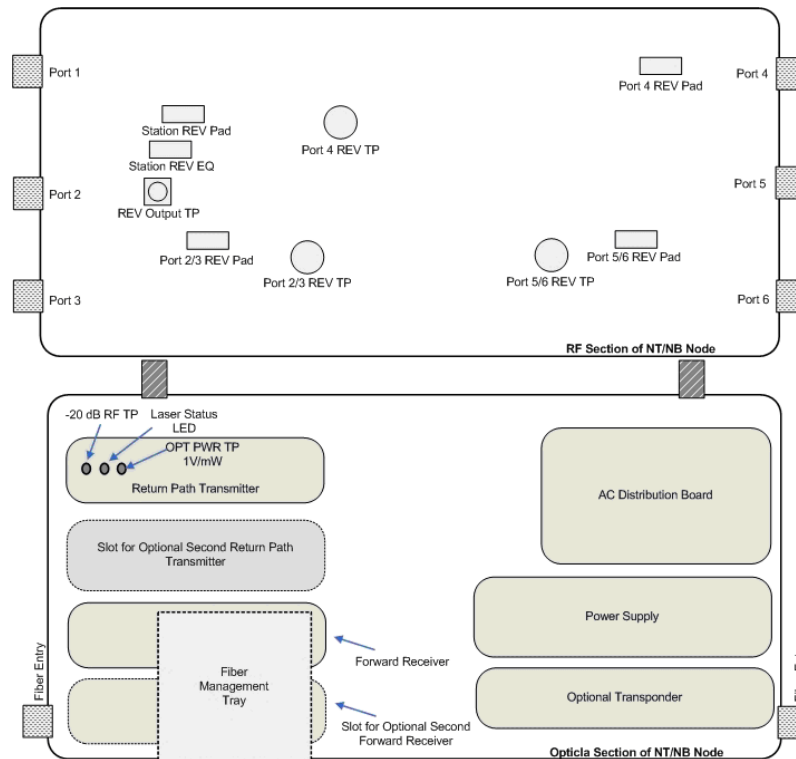 Port 1
Port 4
Port 4 REV Pad
Station REV Pad
Port 4 REV TP
Station REV EQ
Port 2
Port 5
REV Output TP
Port 2/3 REV Pad
Port 5/6 REV Pad
Port 2/3 REV TP
Port 5/6 REV TP
Port 3
Port 6
RF Section of NT/NB Node
-20 dB RF TP
Laser Status
LED
OPT PWR TP
1V/mW
Return Path Transmitter
AC Distribution Board
Slot for Optional Second Return Path
Transmitter
Power Supply
Forward Receiver
Fiber
Management
Tray
Fiber Entry
Optional Transponder
Slot for Optional Second
Forward Receiver
Opticla Section of NT/NB Node